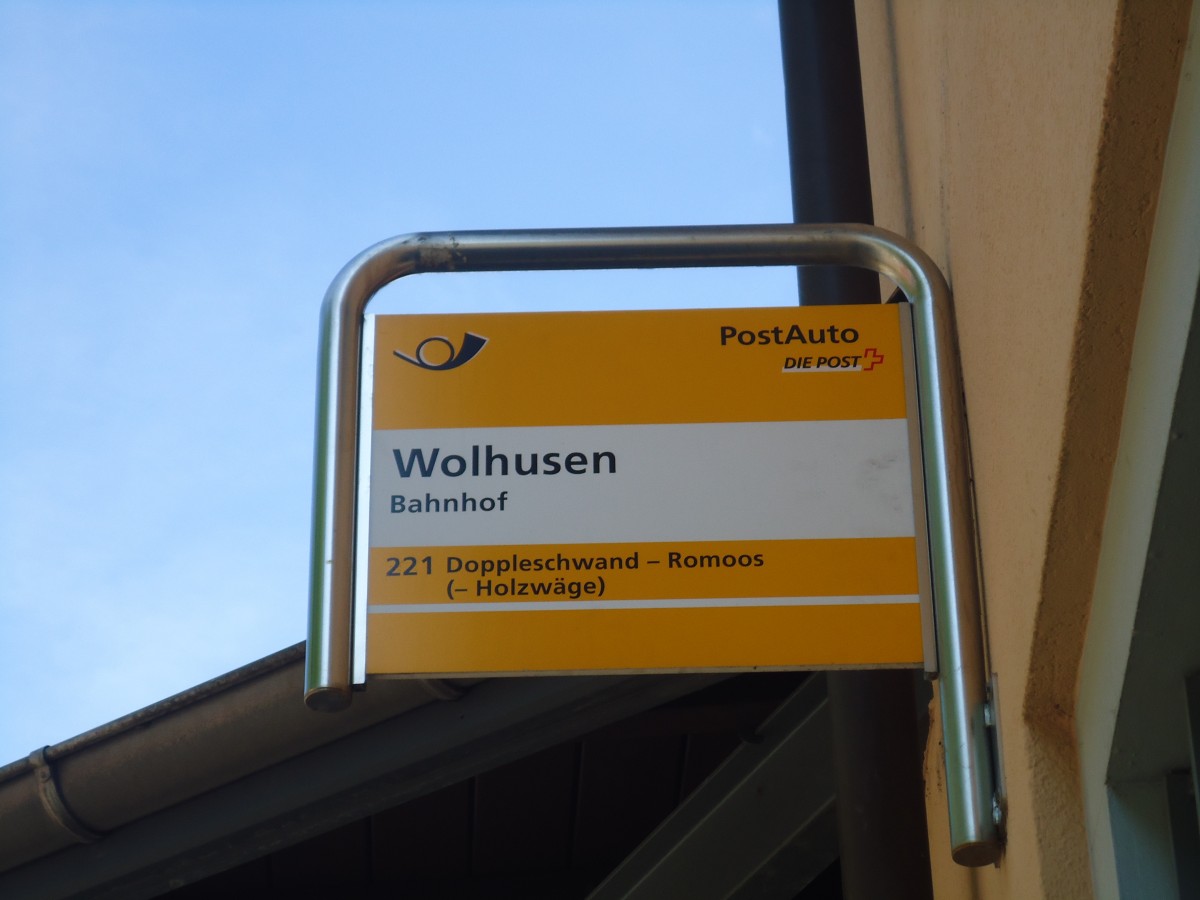 PostAuto
DIE POST
Wolhusen
Bahnhof
221 Doppleschwand – Romoos
(– Holzwäge)